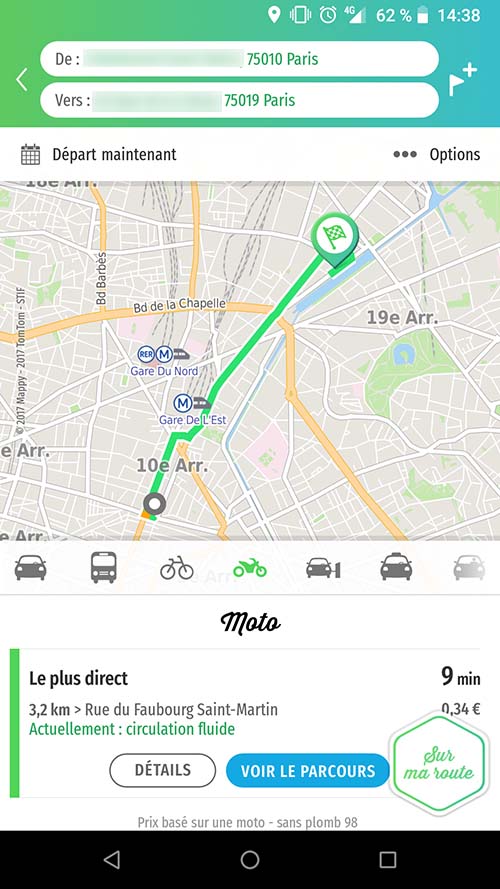 4G 62 % 14:38
De : 75010 Paris
Vers : 75019 Paris
Départ maintenant
Options
18e Arr.
Bd Barbès
Bd de la Chapelle
19e Arr.
RER M
Gare Du Nord
M
Gare De L'Est
© 2017 Mappy - 2017 TomTom - STIF
e Arr.
10e Arr.
Moto
Le plus direct
9 min
3,2 km > Rue du Faubourg Saint-Martin
0,34 €
Actuellement : circulation fluide
Sur
ma route
DÉTAILS
VOIR LE PARCOURS
Prix basé sur une moto - sans plomb 98